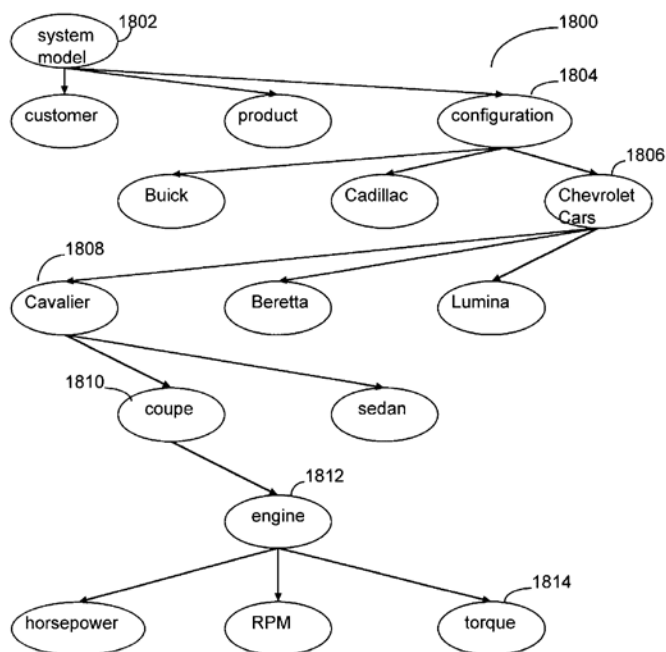 system
model
1802
1800
1804
customer
product
configuration
1806
Buick
Cadillac
Chevrolet
Cars
1808
Cavalier
Beretta
Lumina
1810
coupe
sedan
1812
engine
1814
horsepower
RPM
torque